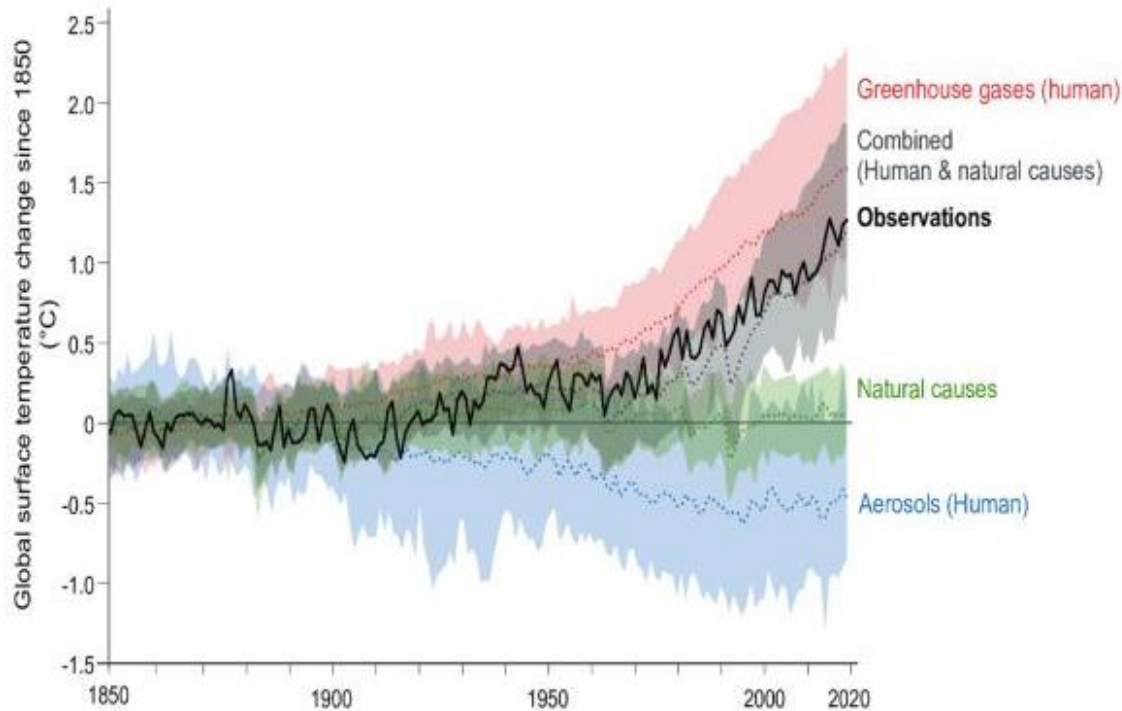 Global surface temperature change since 1850
(°C)
2.5
2.0
1.5
1.0
0.5
0
-0.5
-1.0
-1.5
1850
1900
1950
2000
2020
Greenhouse gases (human)
Combined
(Human & natural causes)
Observations
Natural causes
Aerosols (Human)